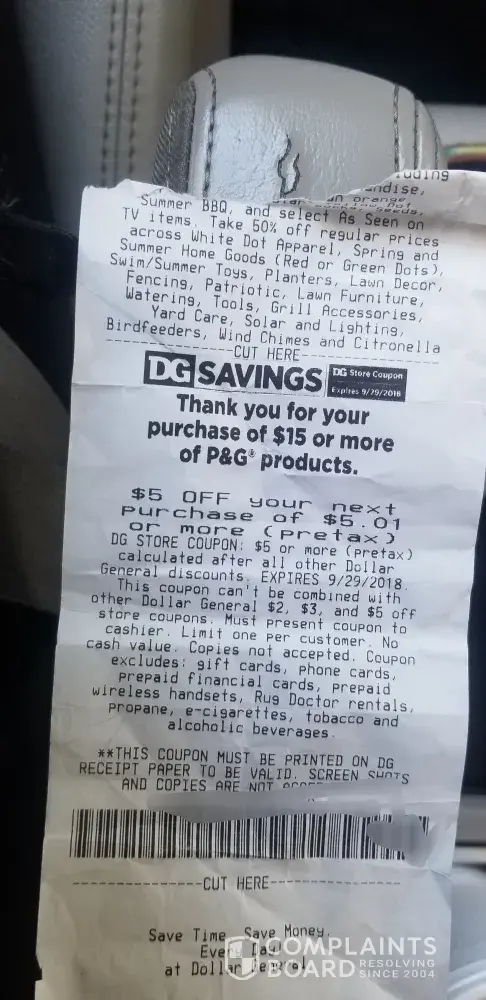 uding
ndise,
orange,
seeds,
Summer BBQ, and select As Seen on
TV items. Take 50% off regular prices
across White Dot Apparel, Spring and
Summer Home Goods (Red or Green Dots),
Swim/Summer Toys, Planters, Lawn Decor,
Fencing, Patriotic, Lawn Furniture,
Watering, Tools, Grill Accessories,
Yard Care, Solar and Lighting,
Birdfeeders, Wind Chimes and Citronella
------------------CUT HERE------------------
DG SAVINGS DG Store Coupon
Expires 9/29/2018
Thank you for your
purchase of $15 or more
of P&G® products.
$5 OFF your next
purchase of $5.01
or more (pretax)
DG STORE COUPON: $5 or more (pretax)
calculated after all other Dollar
General discounts. EXPIRES 9/29/2018.
This coupon can't be combined with
other Dollar General $2, $3, and $5 off
store coupons. Must present coupon to
cashier. Limit one per customer. No
cash value. Copies not accepted. Coupon
excludes: gift cards, phone cards,
prepaid financial cards, prepaid
wireless handsets, Rug Doctor rentals,
propane, e-cigarettes, tobacco and
alcoholic beverages.
**THIS COUPON MUST BE PRINTED ON DG
RECEIPT PAPER TO BE VALID. SCREEN SHOTS
AND COPIES ARE NOT
------------------CUT HERE------------------
Save Time. Save Money.
Every Day!
at Dollar General
COMPLAINTS
BOARD RESOLVING
SINCE 2004